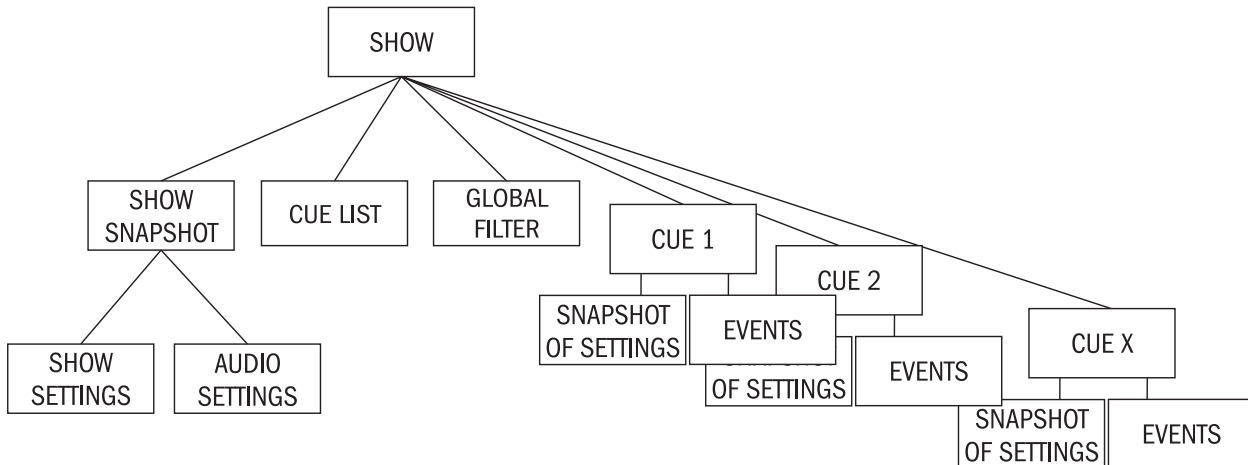 SHOW
SHOW
SNAPSHOT
CUE LIST
GLOBAL
FILTER
CUE 1
CUE 2
SNAPSHOT
OF SETTINGS
EVENTS
OF SETTINGS
EVENTS
CUE X
SHOW
SETTINGS
AUDIO
SETTINGS
SNAPSHOT
OF SETTINGS
EVENTS